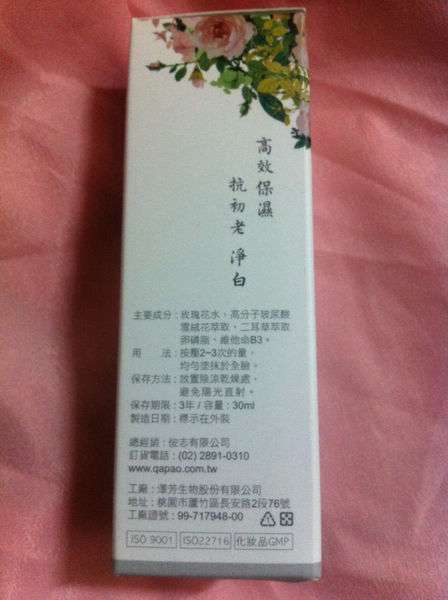 高效保濕
抗初老 淨白
主要成分：玫瑰花水、高分子玻尿酸
雪絨花萃取、二耳草萃取
卵磷脂、維他命B3。
用　　法：按壓2~3次的量，
均勻塗抹於全臉。
保存方法：放置陰涼乾燥處，
避免陽光直射。
保存期限：3年 / 容量：30ml
製造日期：標示在外裝
總經銷：侒志有限公司
訂貨電話：(02) 2891-0310
www.qapao.com.tw
工廠：澤芳生物股份有限公司
地址：桃園市蘆竹區長安路2段76號
工廠證號：99-717948-00
ISO 9001 ISO22716 化妝品GMP